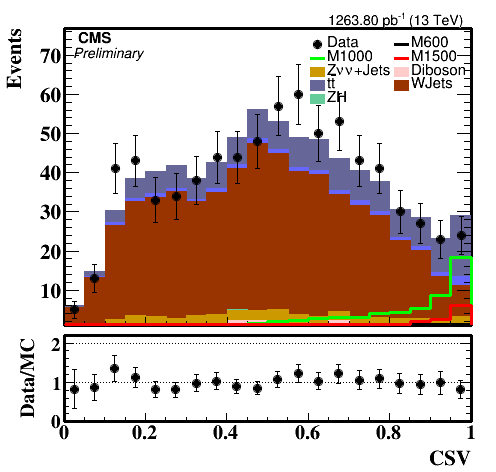 1263.80 pb⁻¹ (13 TeV)
CMS
Preliminary
Data
M600
M1000
M1500
Zνν+Jets
Diboson
tt
WJets
ZH
Events
70
60
50
40
30
20
10
Data/MC
2
1
0
0
0.2
0.4
0.6
0.8
1
CSV